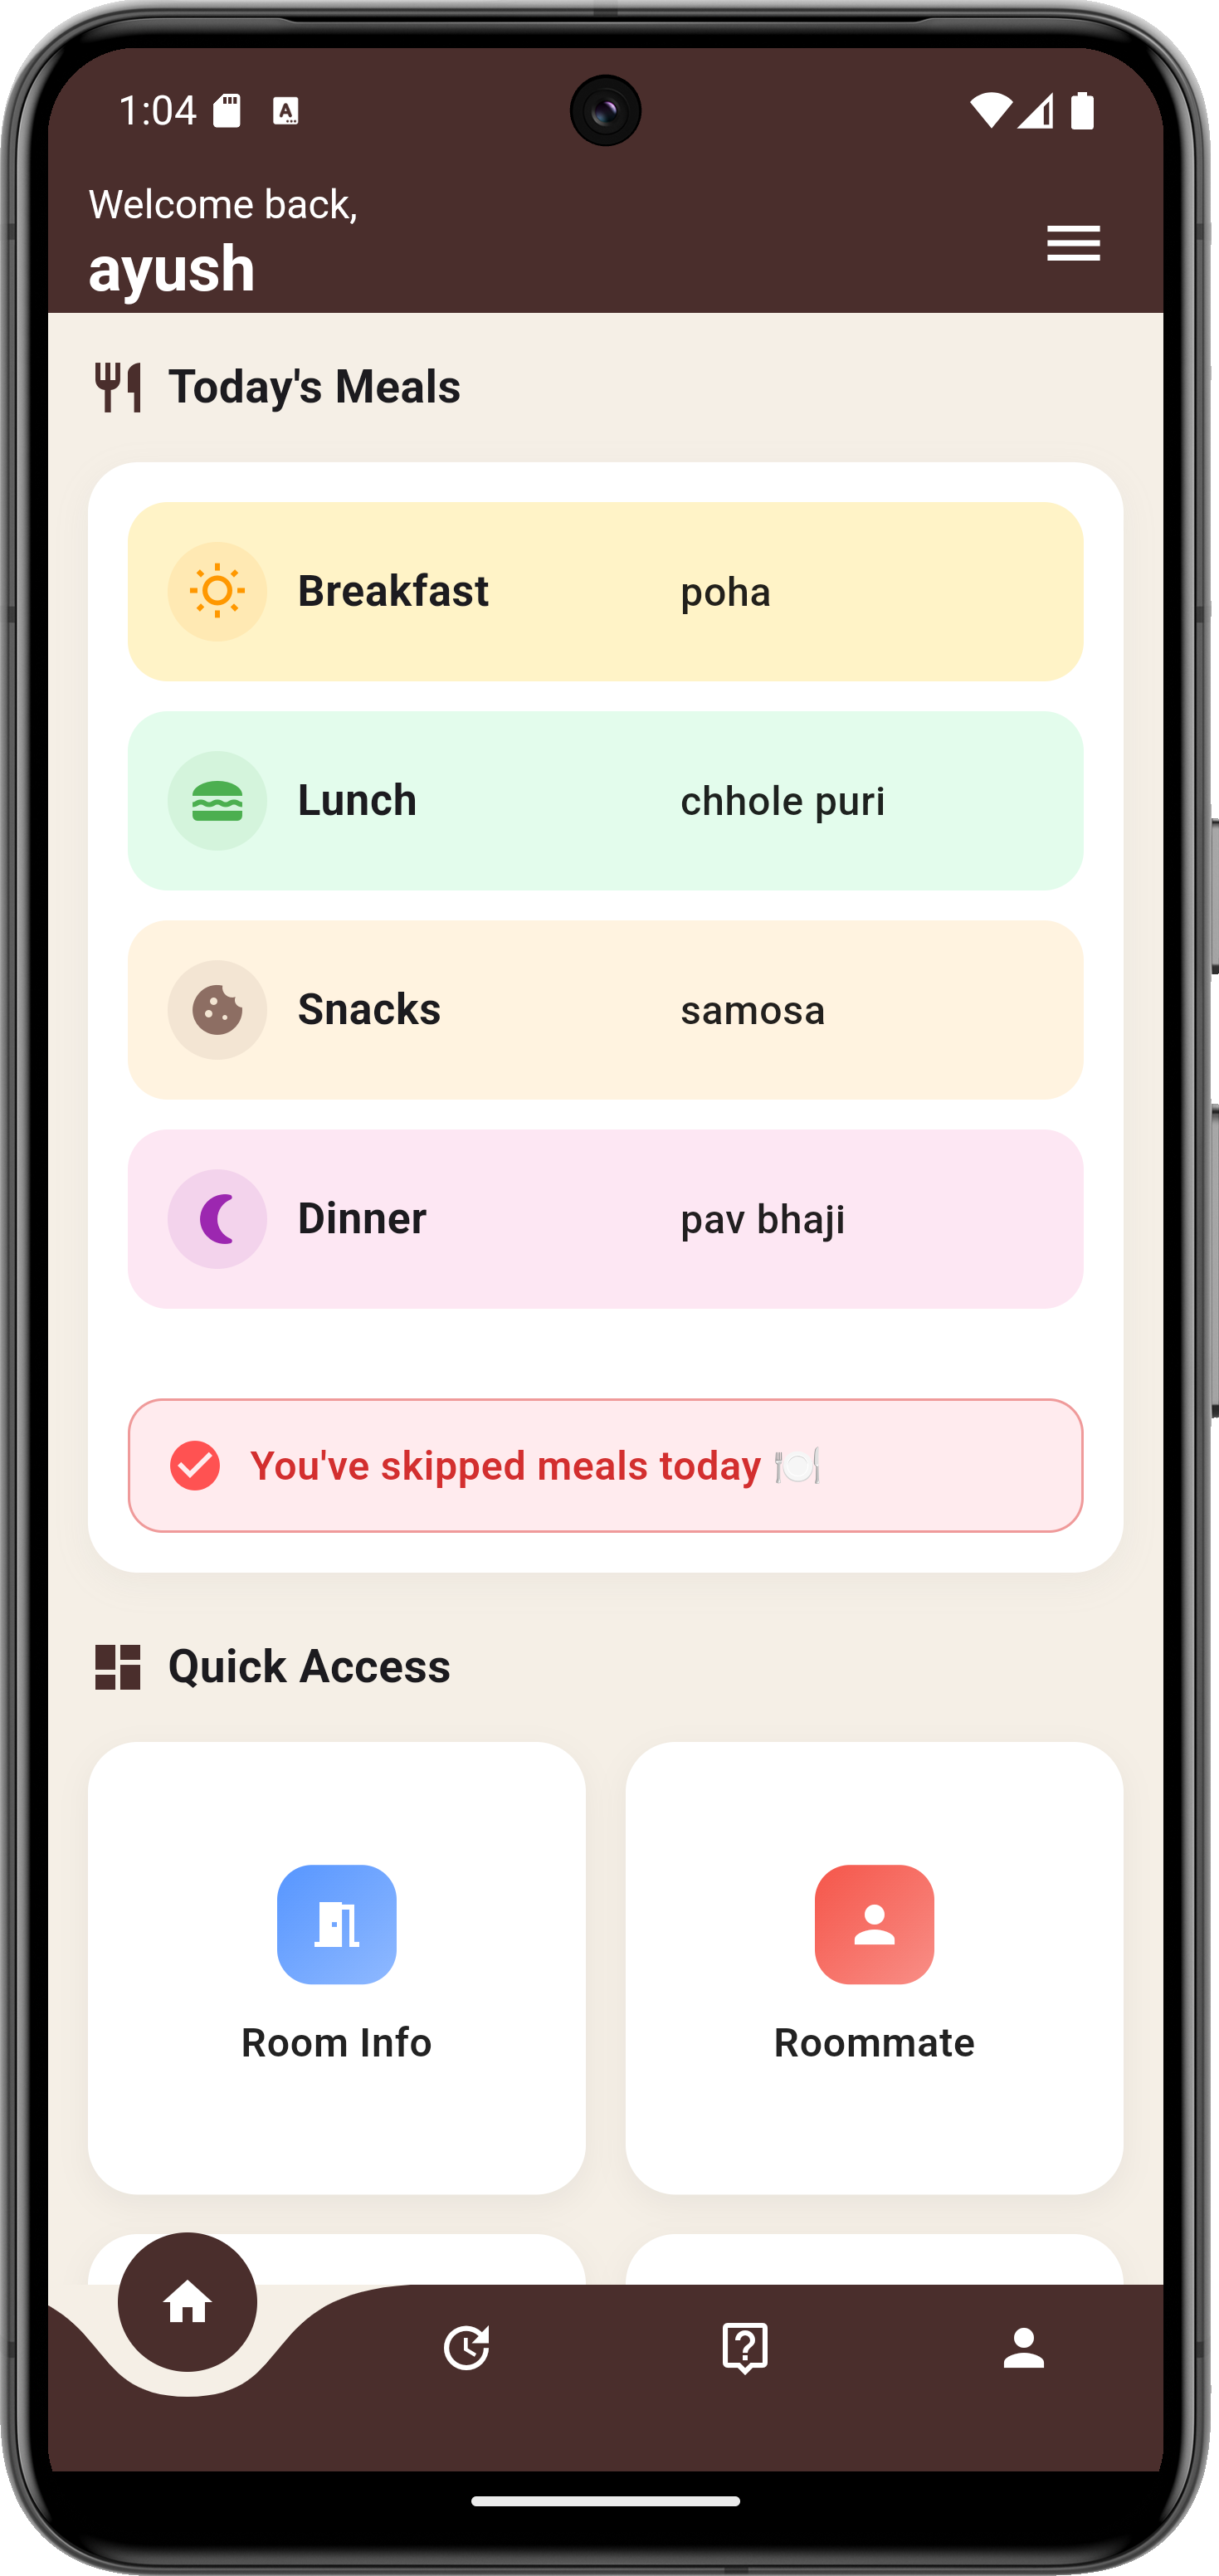 1:04
Welcome back,
ayush
Today's Meals
Breakfast poha
Lunch chhole puri
Snacks samosa
Dinner pav bhaji
You've skipped meals today 🍽️
Quick Access
Room Info Roommate